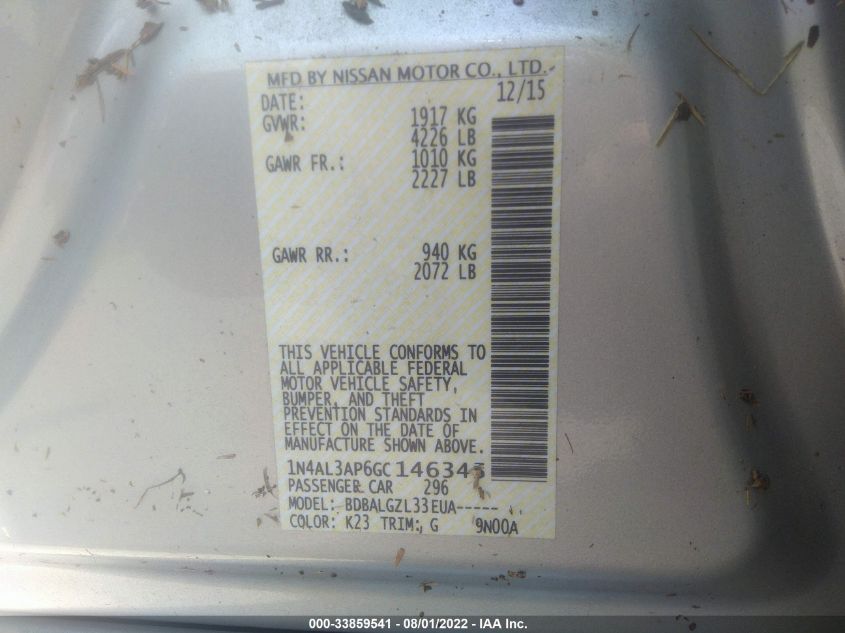 MFD BY NISSAN MOTOR CO., LTD.
DATE: 12/15
GVWR: 1917 KG
4226 LB
GAWR FR.: 1010 KG
2227 LB
GAWR RR.: 940 KG
2072 LB
THIS VEHICLE CONFORMS TO
ALL APPLICABLE FEDERAL
MOTOR VEHICLE SAFETY,
BUMPER, AND THEFT
PREVENTION STANDARDS IN
EFFECT ON THE DATE OF
MANUFACTURE SHOWN ABOVE.
1N4AL3AP6GC146345
PASSENGER CAR 296
MODEL: BDBALGZL33EUA-----
COLOR: K23 TRIM: G 9N00A
000-33859541 - 08/01/2022 - IAA Inc.